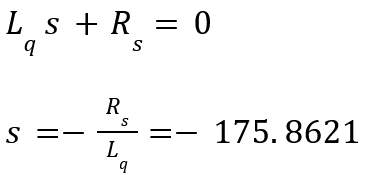 L_q s + R_s = 0
s = − R_s / L_q = − 175.8621